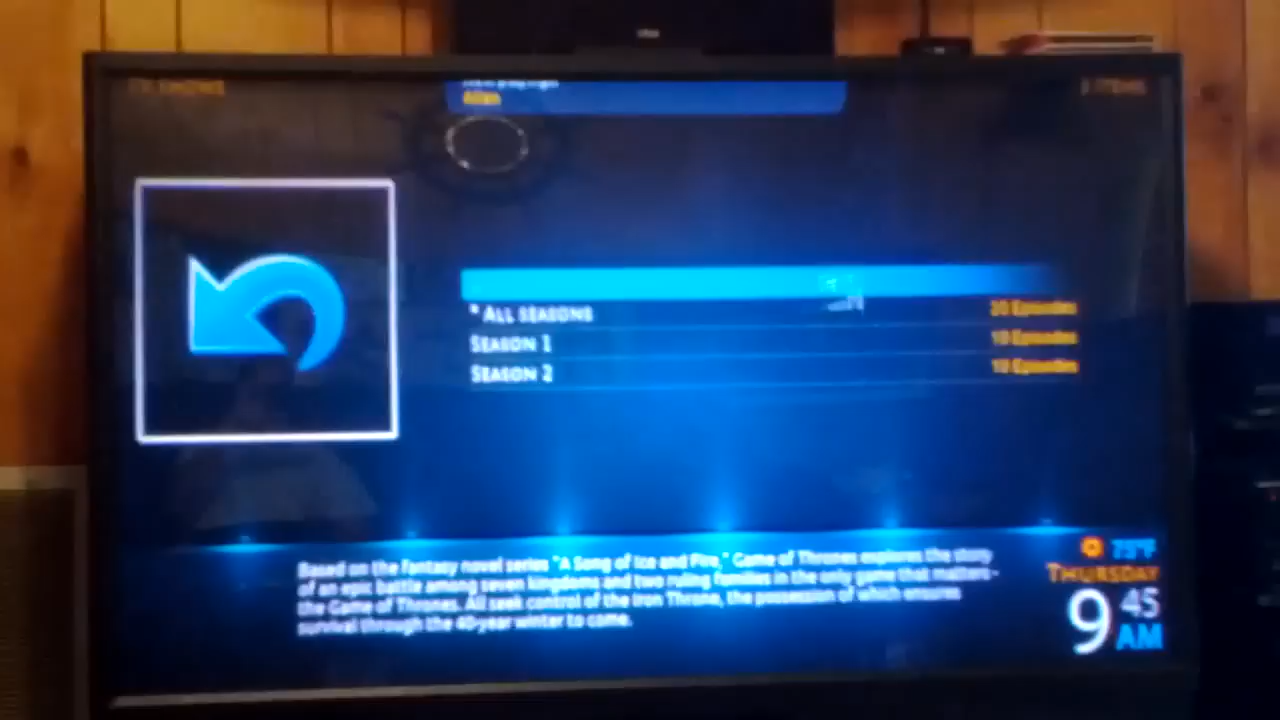 * ALL SEASONS 20 Episodes
SEASON 1 10 Episodes
SEASON 2 10 Episodes
Based on the fantasy novel series "A Song of Ice and Fire," Game of Thrones explores the story
of an epic battle among seven kingdoms and two ruling families in the only game that matters-
the Game of Thrones. All seek control of the Iron Throne, the possession of which ensures
survival through the 40-year winter to come.
75°F
THURSDAY
9 45
AM